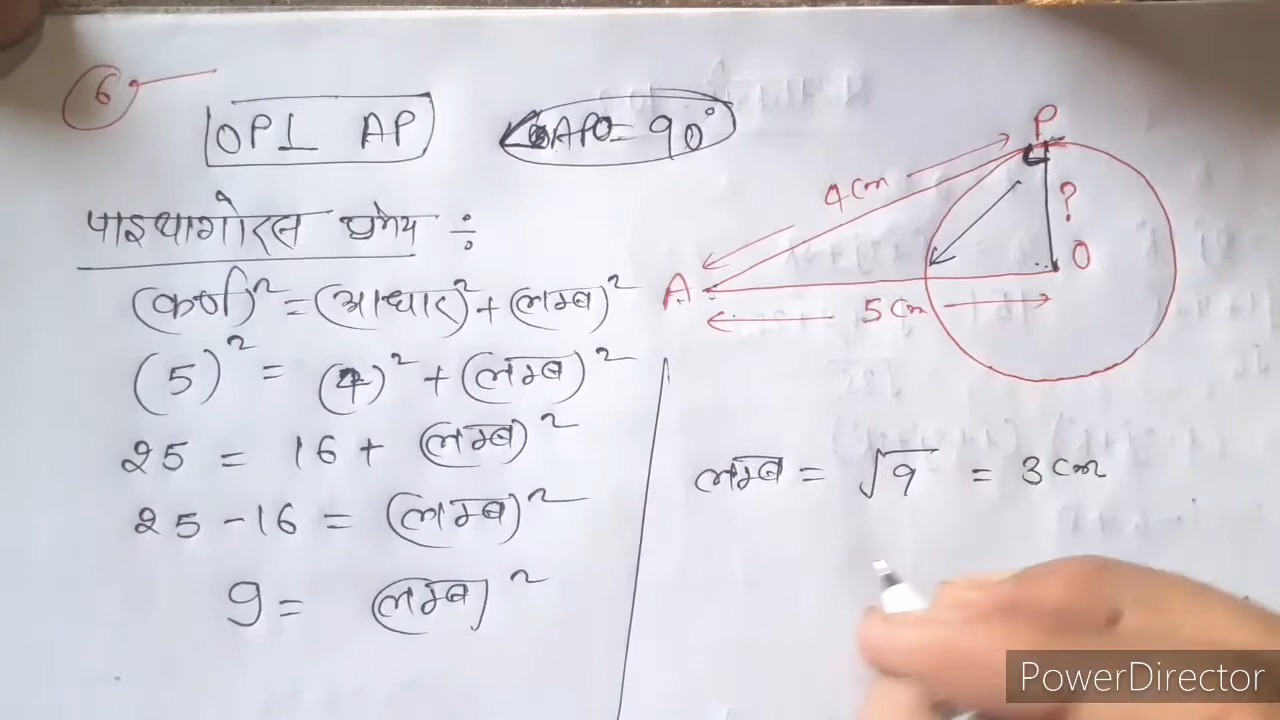 6
OP⊥ AP
∠APO = 90°
पाइथागोरस प्रमेय ÷
(कर्ण)² = (आधार)² + (लम्ब)²
(5)² = (4)² + (लम्ब)²
25 = 16 + (लम्ब)²
25 - 16 = (लम्ब)²
9 = (लम्ब)²
P
4 cm
?
A
O
5 cm
लम्ब = √9 = 3 cm
PowerDirector